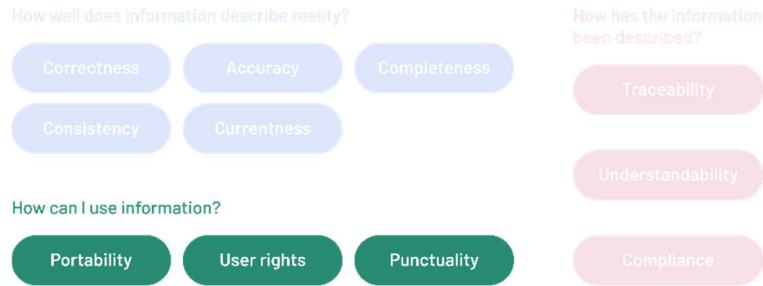 How well does information describe reality?
Correctness Accuracy Completeness
Consistency Currentness
How can I use information?
Portability User rights Punctuality
How has the information
been described?
Traceability
Understandability
Compliance